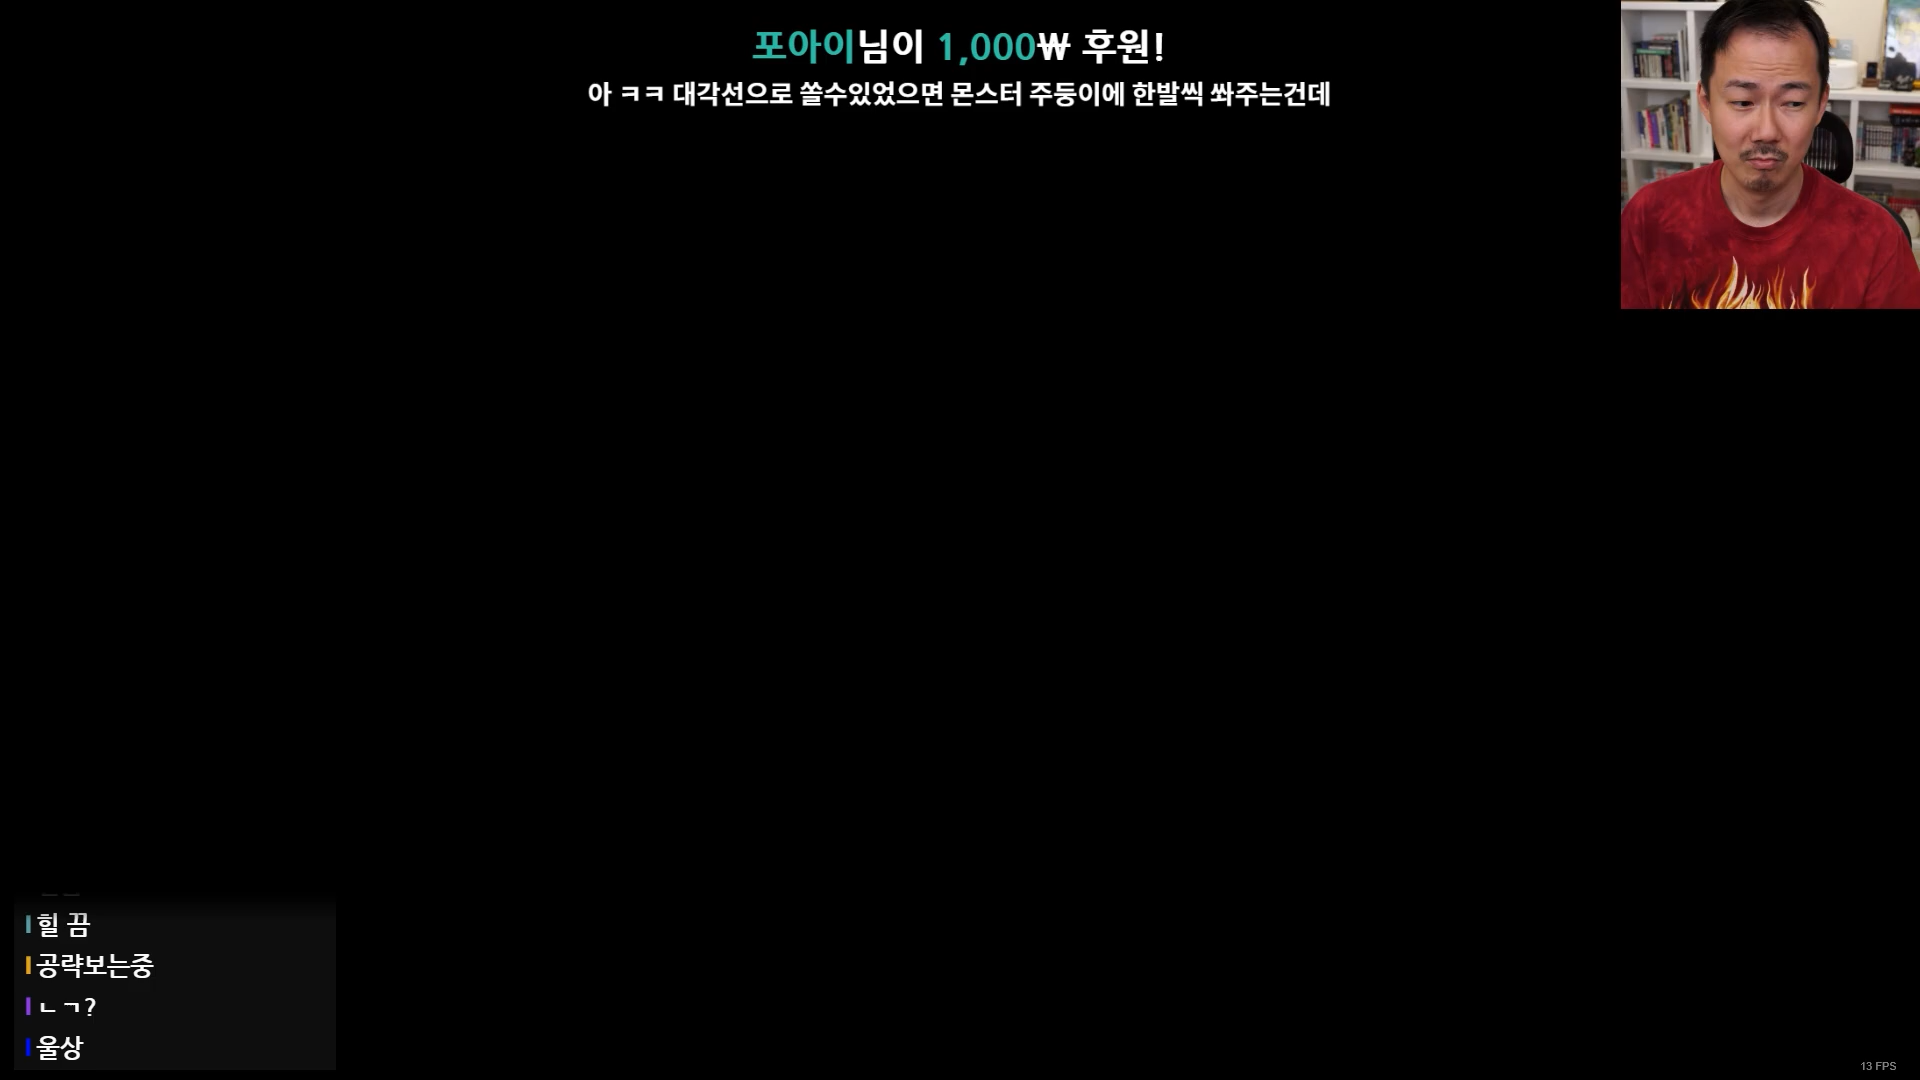 포아이님이 1,000₩ 후원!
아 ㅋㅋ 대각선으로 쏠수있었으면 몬스터 주둥이에 한발씩 쏴주는건데
힐 끔
공략보는중
ㄴㄱ?
울상
13 FPS